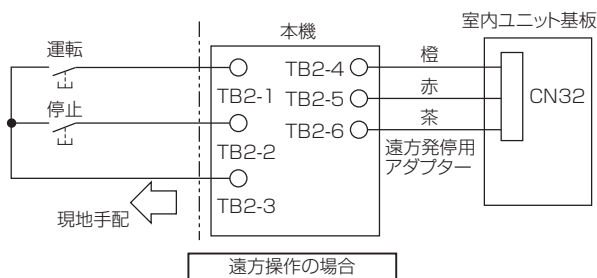 室内ユニット基板
本機
運転
TB2-1
TB2-4
橙
停止
TB2-5
赤
CN32
TB2-2
TB2-6
茶
遠方発停用
アダプター
TB2-3
現地手配
遠方操作の場合